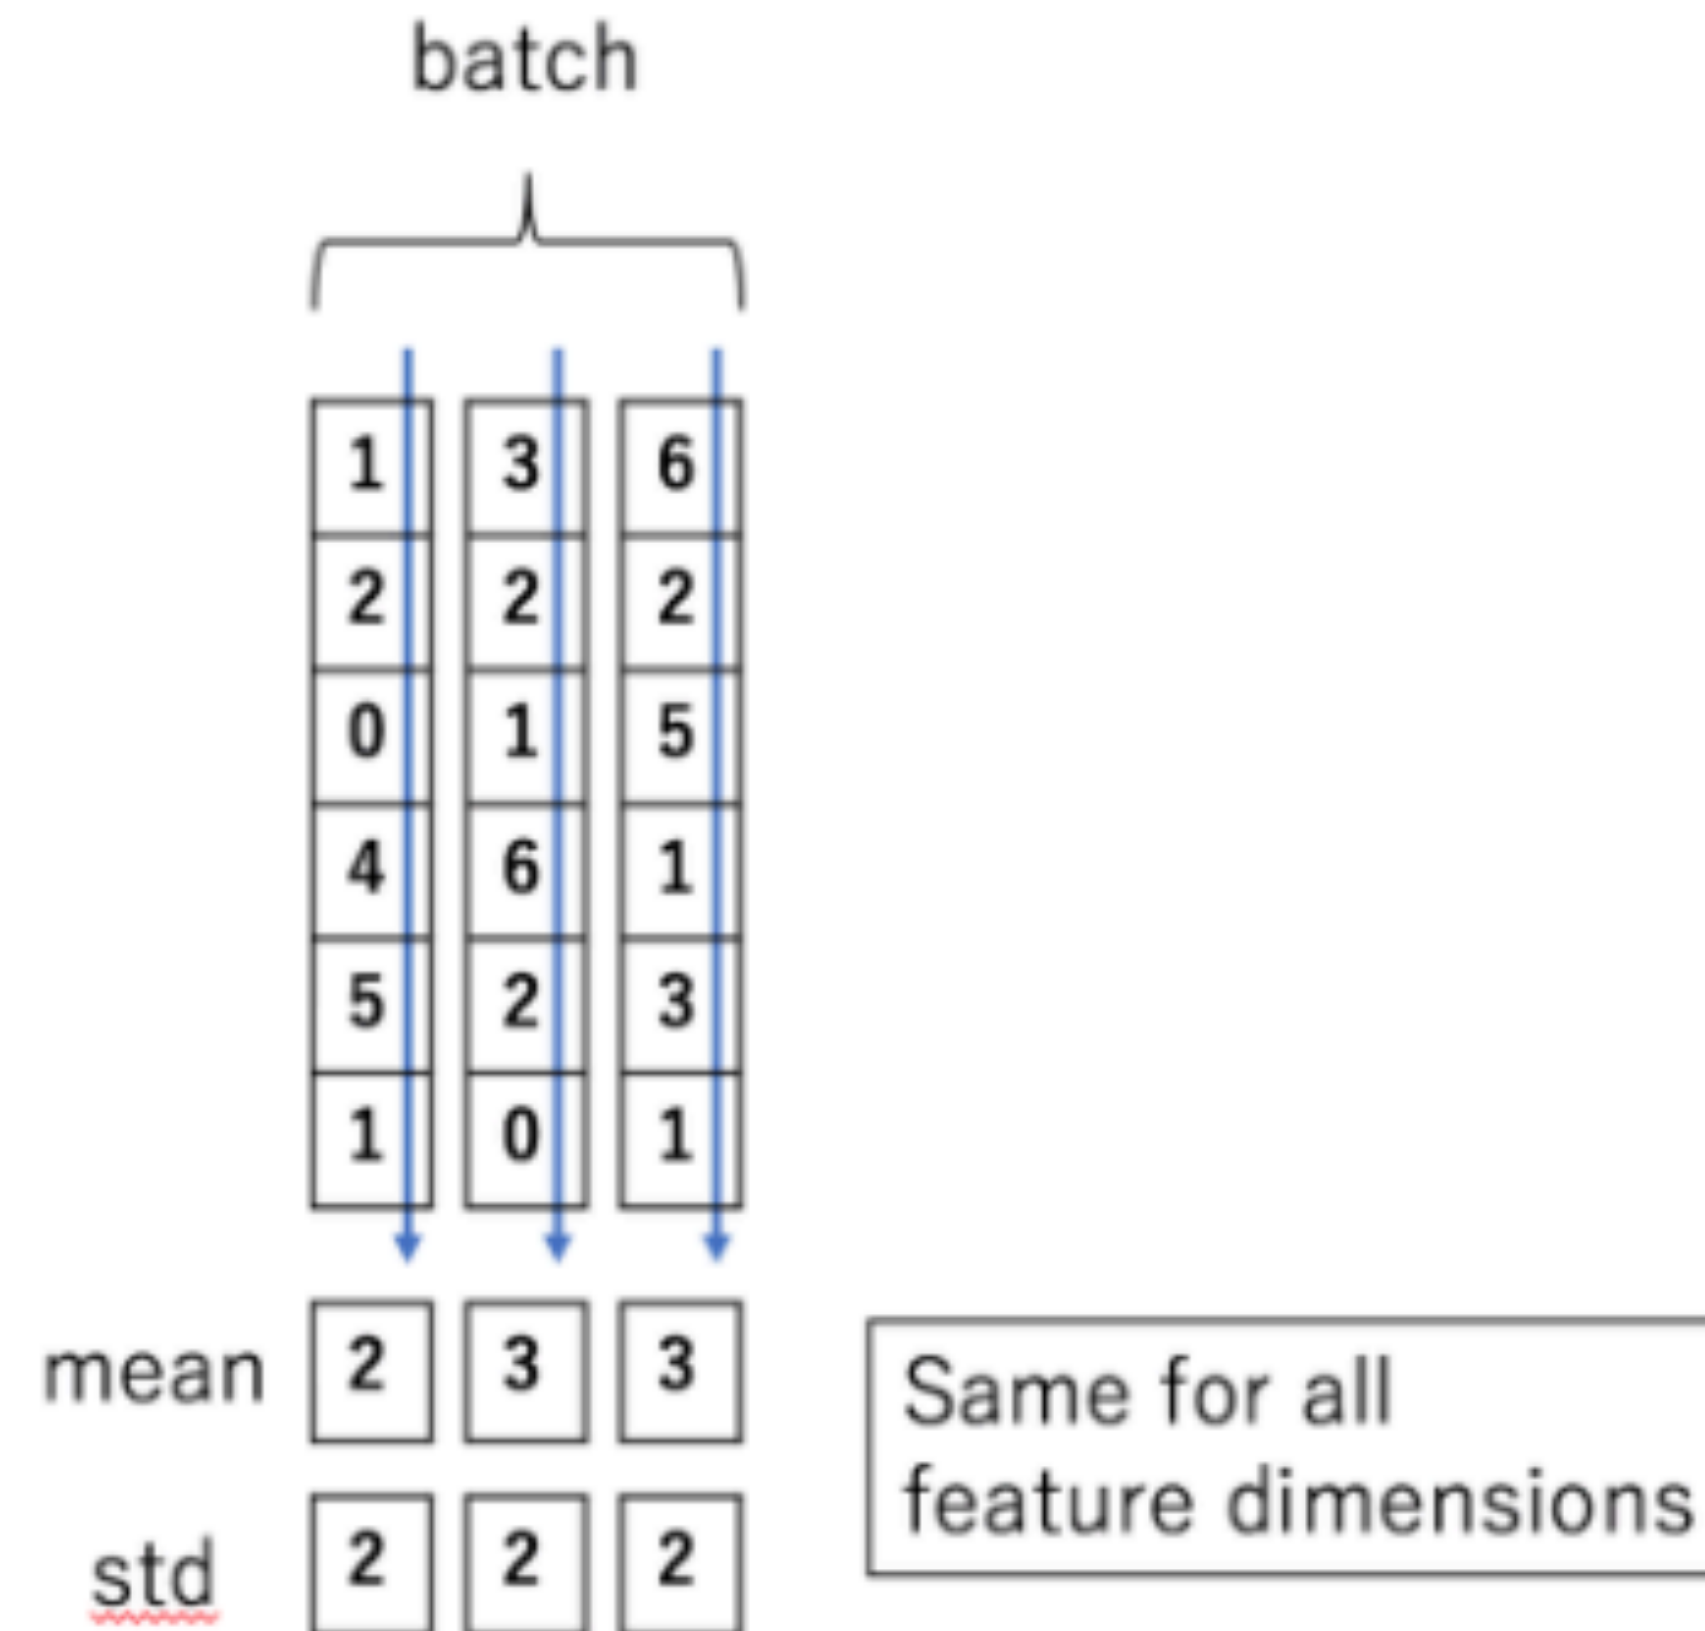 batch
1 3 6
2 2 2
0 1 5
4 6 1
5 2 3
1 0 1
mean 2 3 3
Same for all
feature dimensions
std 2 2 2